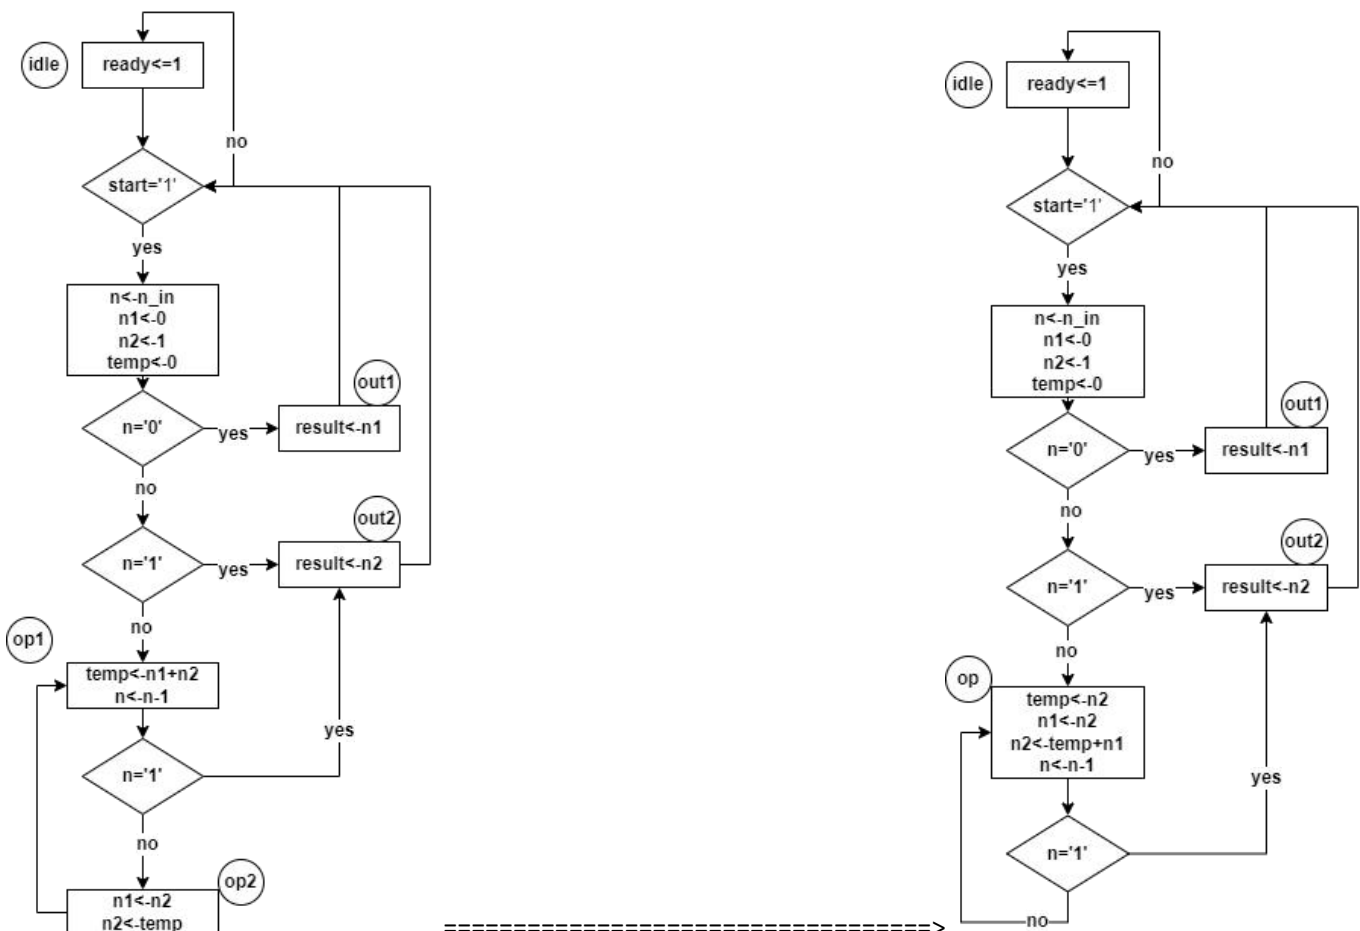 idle
ready<=1
no
start='1'
yes
n<-n_in
n1<-0
n2<-1
temp<-0
out1
n='0'
yes
result<-n1
no
out2
n='1'
yes
result<-n2
no
op1
temp<-n1+n2
n<-n-1
yes
n='1'
no
op2
n1<-n2
n2<-temp
=============================>
idle
ready<=1
no
start='1'
yes
n<-n_in
n1<-0
n2<-1
temp<-0
out1
n='0'
yes
result<-n1
no
out2
n='1'
yes
result<-n2
no
op
temp<-n2
n1<-n2
n2<-temp+n1
n<-n-1
yes
n='1'
no